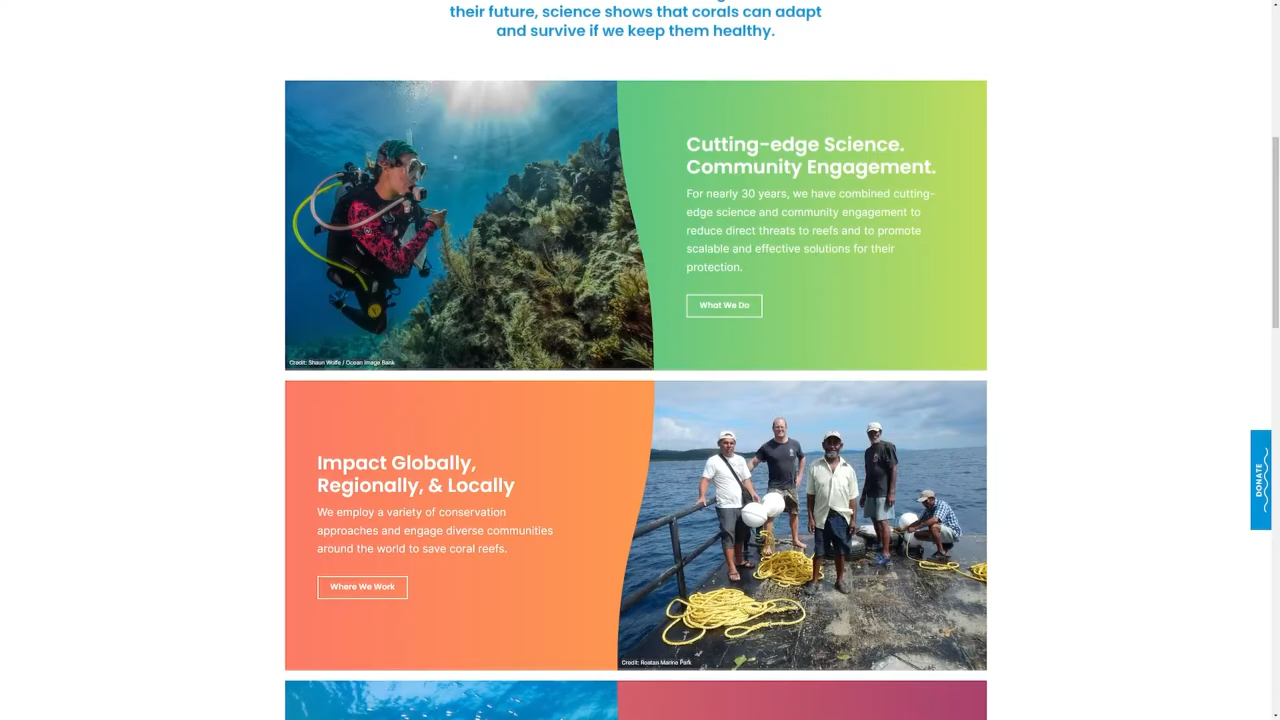 their future, science shows that corals can adapt
and survive if we keep them healthy.
Cutting-edge Science.
Community Engagement.
For nearly 30 years, we have combined cutting-
edge science and community engagement to
reduce direct threats to reefs and to promote
scalable and effective solutions for their
protection.
What We Do
Credit: Shaun Wolfe / Ocean Image Bank
Impact Globally,
Regionally, & Locally
We employ a variety of conservation
approaches and engage diverse communities
around the world to save coral reefs.
Where We Work
Credit: Roatan Marine Park
DONATE